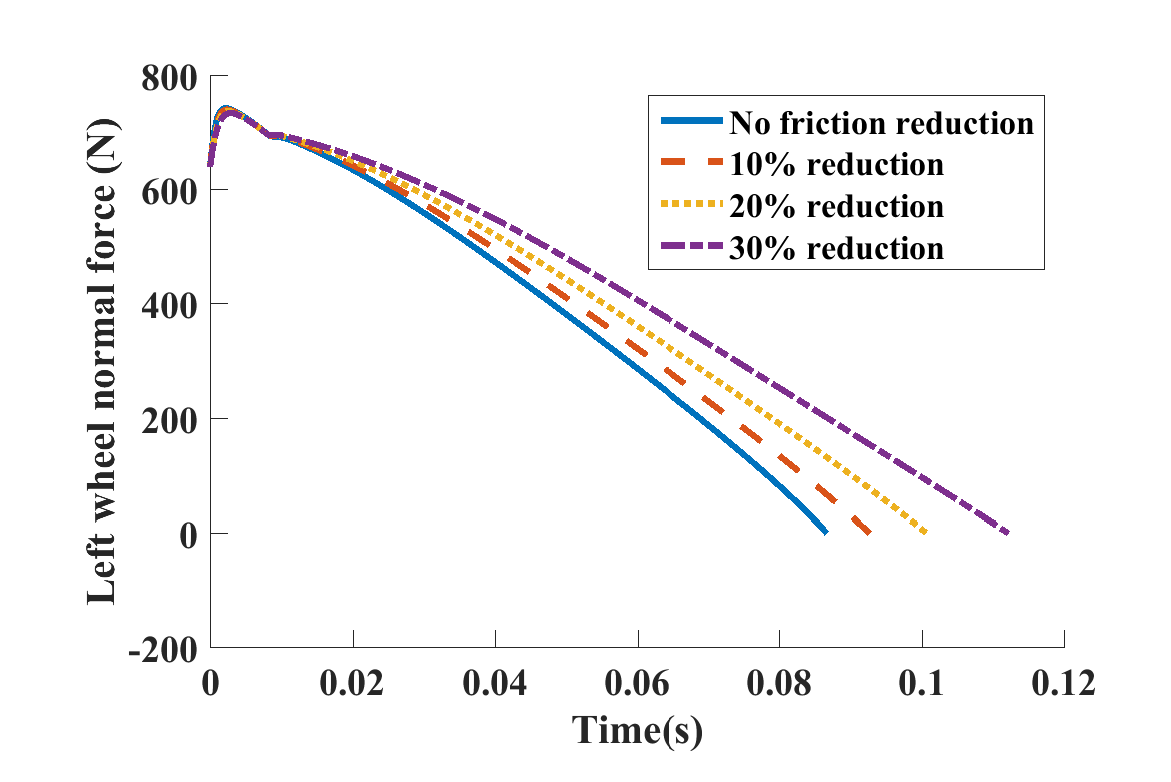 800
600
400
200
0
-200
Left wheel normal force (N)
No friction reduction
10% reduction
20% reduction
30% reduction
0 0.02 0.04 0.06 0.08 0.1 0.12
Time(s)